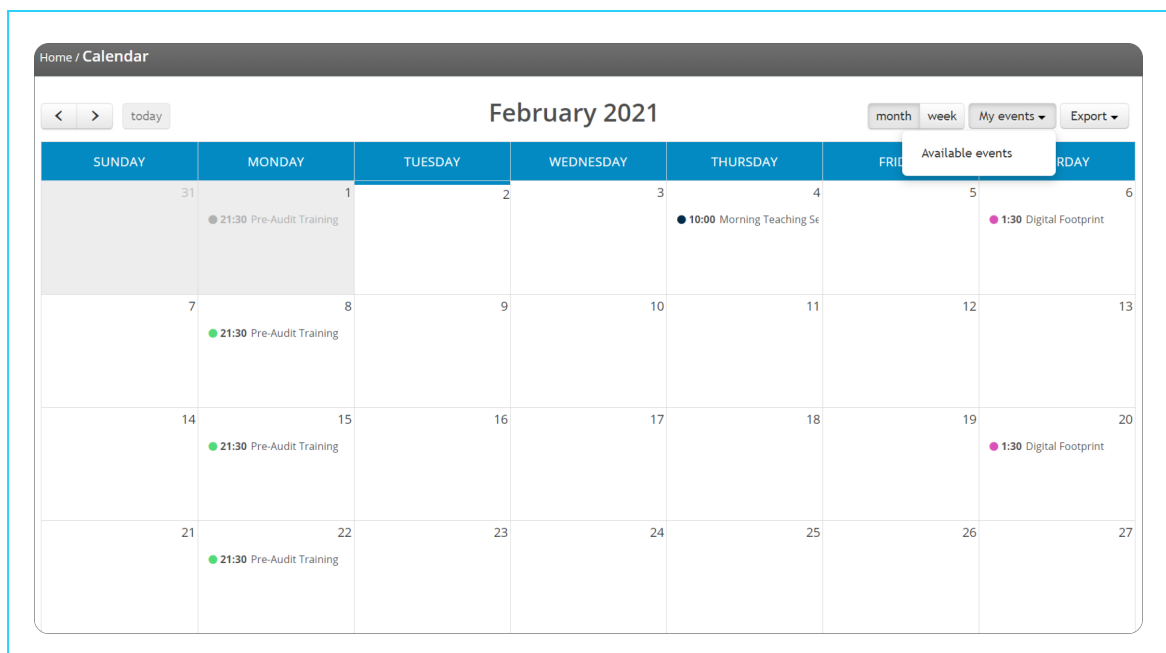 Home / Calendar
< > today
February 2021
month week My events Export
Available events
SUNDAY MONDAY TUESDAY WEDNESDAY THURSDAY FRI RDAY
31 1 2 3 4 5 6
21:30 Pre-Audit Training 10:00 Morning Teaching Se 1:30 Digital Footprint
7 8 9 10 11 12 13
21:30 Pre-Audit Training
14 15 16 17 18 19 20
21:30 Pre-Audit Training 1:30 Digital Footprint
21 22 23 24 25 26 27
21:30 Pre-Audit Training